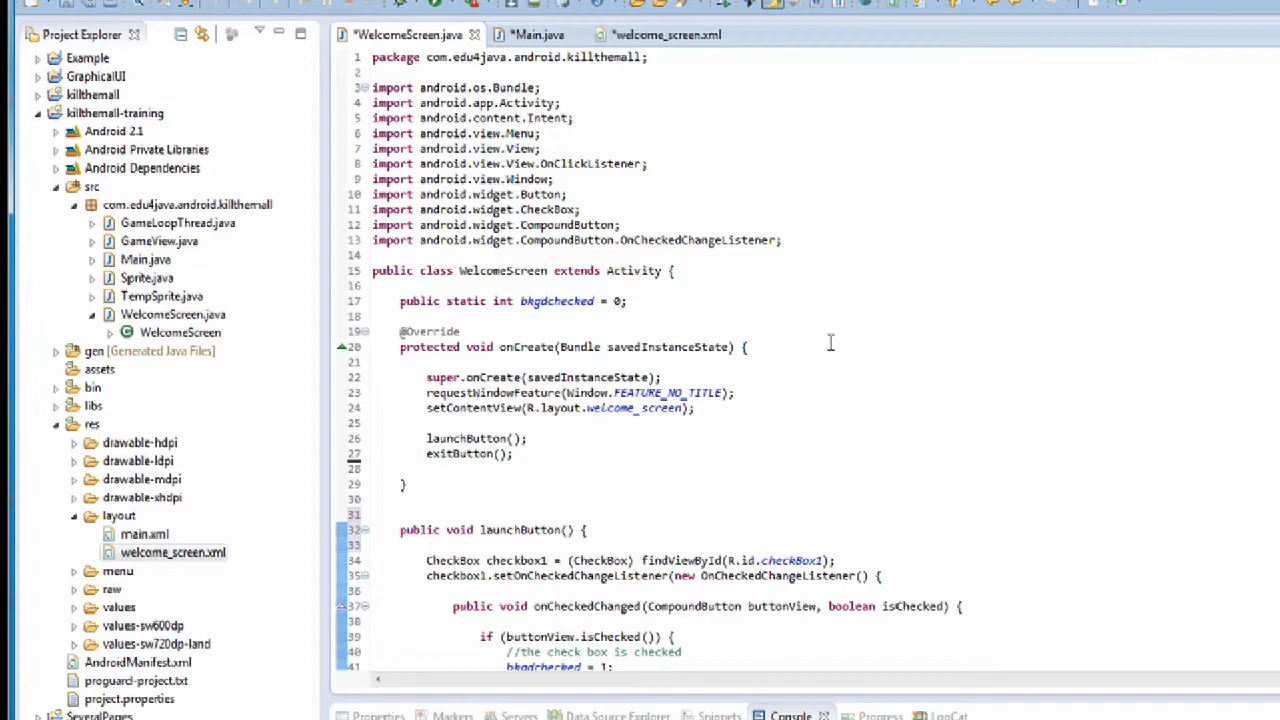 Project Explorer
Example
GraphicalUI
killthemall
killthemall-training
Android 2.1
Android Private Libraries
Android Dependencies
src
com.edu4java.android.killthemall
GameLoopThread.java
GameView.java
Main.java
Sprite.java
TempSprite.java
WelcomeScreen.java
WelcomeScreen
gen [Generated Java Files]
assets
bin
libs
res
drawable-hdpi
drawable-ldpi
drawable-mdpi
drawable-xhdpi
layout
main.xml
welcome_screen.xml
menu
raw
values
values-sw600dp
values-sw720dp-land
AndroidManifest.xml
proguard-project.txt
project.properties
SeveralPages
*WelcomeScreen.java
*Main.java
*welcome_screen.xml
1 package com.edu4java.android.killthemall;
2
3 import android.os.Bundle;
4 import android.app.Activity;
5 import android.content.Intent;
6 import android.view.Menu;
7 import android.view.View;
8 import android.view.View.OnClickListener;
9 import android.view.Window;
10 import android.widget.Button;
11 import android.widget.CheckBox;
12 import android.widget.CompoundButton;
13 import android.widget.CompoundButton.OnCheckedChangeListener;
14
15 public class WelcomeScreen extends Activity {
16
17 public static int bkgdchecked = 0;
18
19 @Override
20 protected void onCreate(Bundle savedInstanceState) {
21
22 super.onCreate(savedInstanceState);
23 requestWindowFeature(Window.FEATURE_NO_TITLE);
24 setContentView(R.layout.welcome_screen);
25
26 launchButton();
27 exitButton();
28
29 }
30
31
32 public void launchButton() {
33
34 CheckBox checkbox1 = (CheckBox) findViewById(R.id.checkBox1);
35 checkbox1.setOnCheckedChangeListener(new OnCheckedChangeListener() {
36
37 public void onCheckedChanged(CompoundButton buttonView, boolean isChecked) {
38
39 if (buttonView.isChecked()) {
40 //the check box is checked
41 bkgdchecked = 1;
Properties
Markers
Servers
Data Source Explorer
Snippets
Console
Progress
LogCat